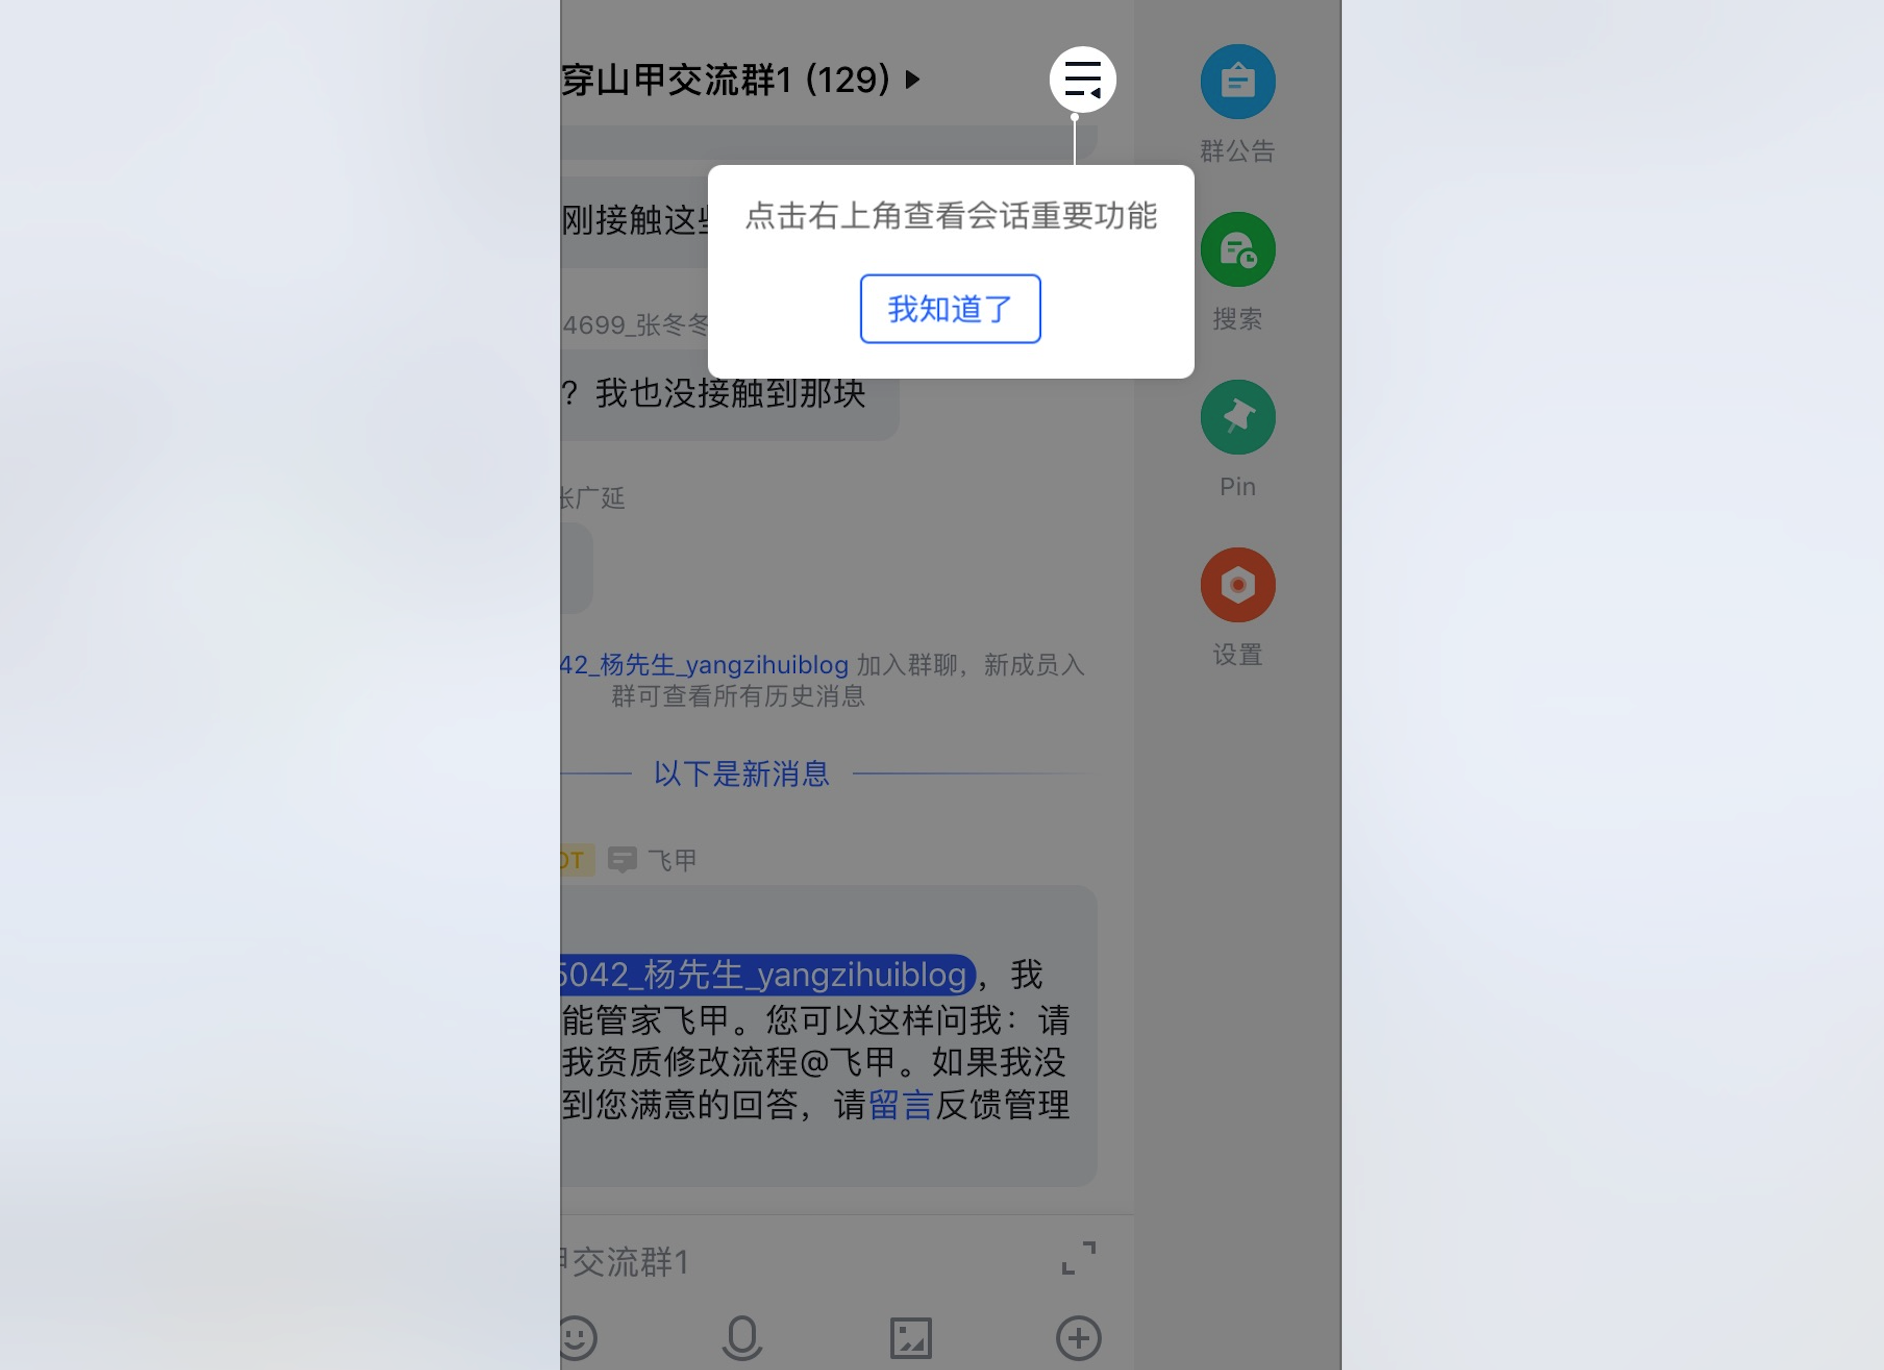 穿山甲交流群1 (129)
群公告
点击右上角查看会话重要功能
刚接触这些
搜索
我知道了
4699_张冬冬
？我也没接触到那块
Pin
张广延
设置
42_杨先生_yangzihuiblog 加入群聊，新成员入
群可查看所有历史消息
以下是新消息
OT 飞甲
5042_杨先生_yangzihuiblog，我
能管家飞甲。您可以这样问我：请
我资质修改流程@飞甲。如果我没
到您满意的回答，请留言反馈管理
甲交流群1